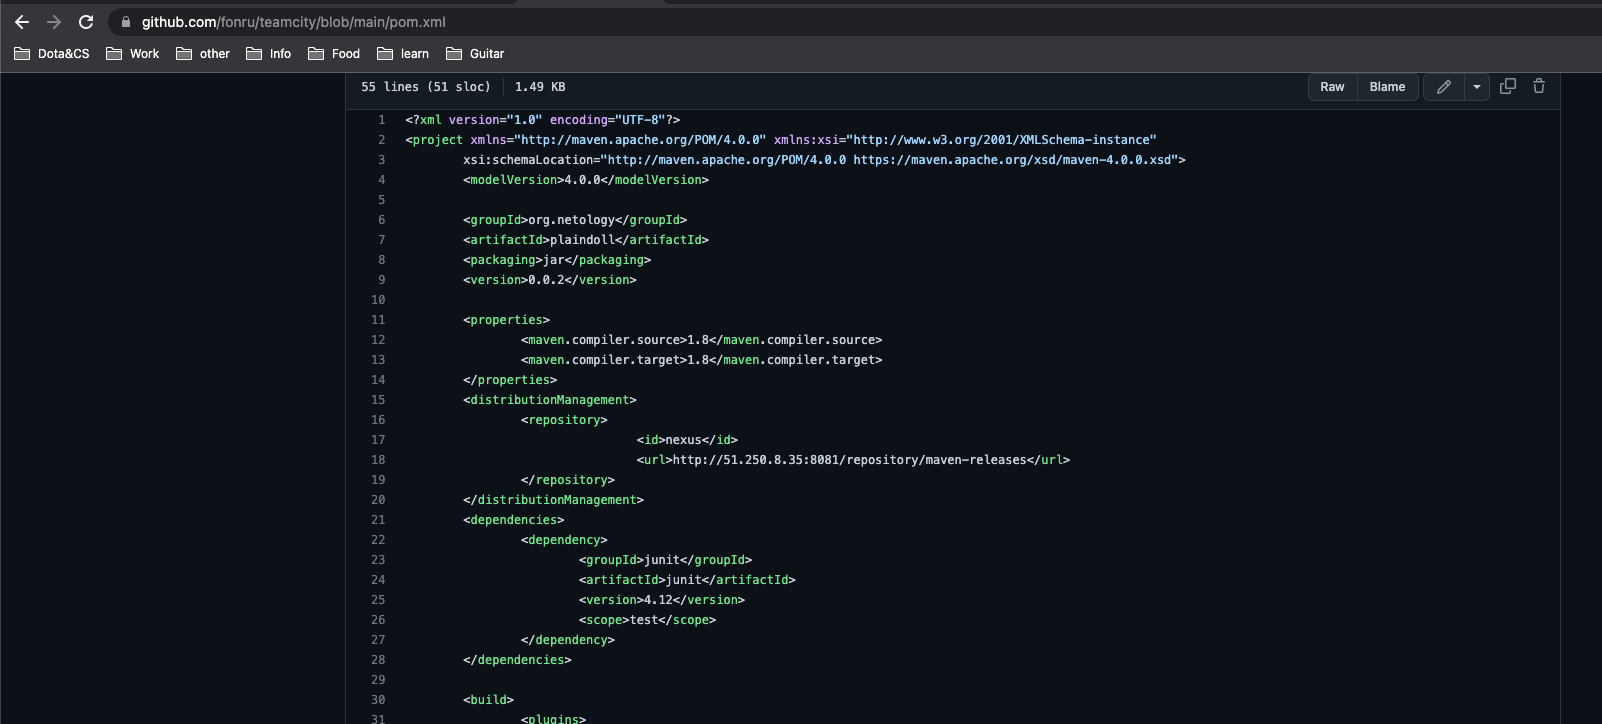 github.com/fonru/teamcity/blob/main/pom.xml
Dota&CS Work other Info Food learn Guitar
55 lines (51 sloc) 1.49 KB Raw Blame
1 <?xml version="1.0" encoding="UTF-8"?>
2 <project xmlns="http://maven.apache.org/POM/4.0.0" xmlns:xsi="http://www.w3.org/2001/XMLSchema-instance"
3 xsi:schemaLocation="http://maven.apache.org/POM/4.0.0 https://maven.apache.org/xsd/maven-4.0.0.xsd">
4 <modelVersion>4.0.0</modelVersion>
5
6 <groupId>org.netology</groupId>
7 <artifactId>plaindoll</artifactId>
8 <packaging>jar</packaging>
9 <version>0.0.2</version>
10
11 <properties>
12 <maven.compiler.source>1.8</maven.compiler.source>
13 <maven.compiler.target>1.8</maven.compiler.target>
14 </properties>
15 <distributionManagement>
16 <repository>
17 <id>nexus</id>
18 <url>http://51.250.8.35:8081/repository/maven-releases</url>
19 </repository>
20 </distributionManagement>
21 <dependencies>
22 <dependency>
23 <groupId>junit</groupId>
24 <artifactId>junit</artifactId>
25 <version>4.12</version>
26 <scope>test</scope>
27 </dependency>
28 </dependencies>
29
30 <build>
31 <plugins>